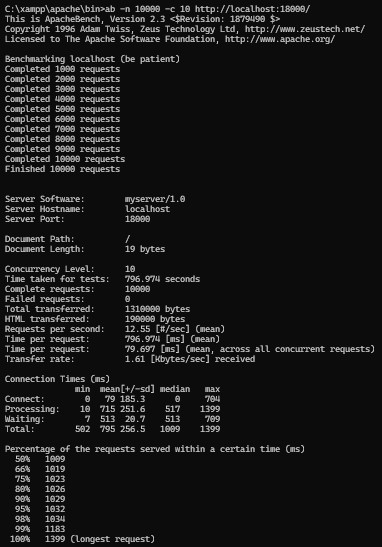 C:\xampp\apache\bin>ab -n 10000 -c 10 http://localhost:18000/
This is ApacheBench, Version 2.3 <$Revision: 1879490 $>
Copyright 1996 Adam Twiss, Zeus Technology Ltd, http://www.zeustech.net/
Licensed to The Apache Software Foundation, http://www.apache.org/
Benchmarking localhost (be patient)
Completed 1000 requests
Completed 2000 requests
Completed 3000 requests
Completed 4000 requests
Completed 5000 requests
Completed 6000 requests
Completed 7000 requests
Completed 8000 requests
Completed 9000 requests
Completed 10000 requests
Finished 10000 requests
Server Software: myserver/1.0
Server Hostname: localhost
Server Port: 18000
Document Path: /
Document Length: 19 bytes
Concurrency Level: 10
Time taken for tests: 796.974 seconds
Complete requests: 10000
Failed requests: 0
Total transferred: 1310000 bytes
HTML transferred: 190000 bytes
Requests per second: 12.55 [#/sec] (mean)
Time per request: 796.974 [ms] (mean)
Time per request: 79.697 [ms] (mean, across all concurrent requests)
Transfer rate: 1.61 [Kbytes/sec] received
Connection Times (ms)
min mean[+/-sd] median max
Connect: 0 79 185.3 0 704
Processing: 10 715 251.6 517 1399
Waiting: 7 513 20.7 513 709
Total: 502 795 256.5 1009 1399
Percentage of the requests served within a certain time (ms)
50% 1009
66% 1019
75% 1023
80% 1026
90% 1029
95% 1032
98% 1034
99% 1183
100% 1399 (longest request)